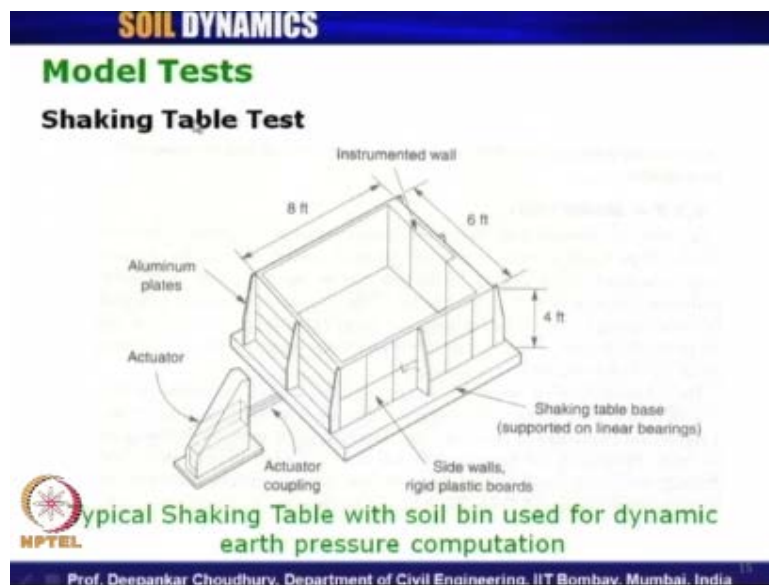 SOIL DYNAMICS
Model Tests
Shaking Table Test
Instrumented wall
8 ft
6 ft
Aluminum
plates
4 ft
Actuator
Shaking table base
(supported on linear bearings)
Actuator
coupling
Side walls,
rigid plastic boards
ypical Shaking Table with soil bin used for dynamic
earth pressure computation
NPTEL
Prof. Deepankar Choudhury, Department of Civil Engineering, IIT Bombay, Mumbai, India
15